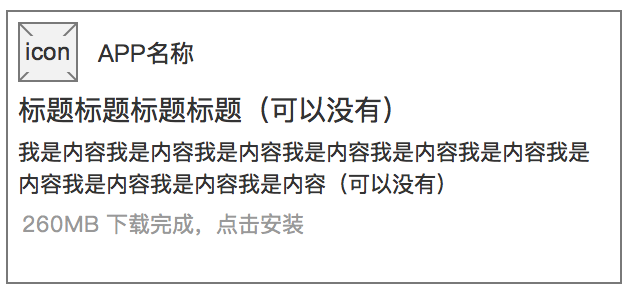 icon APP名称
标题标题标题标题（可以没有）
我是内容我是内容我是内容我是内容我是内容我是内容我是
内容我是内容我是内容我是内容（可以没有）
260MB 下载完成，点击安装